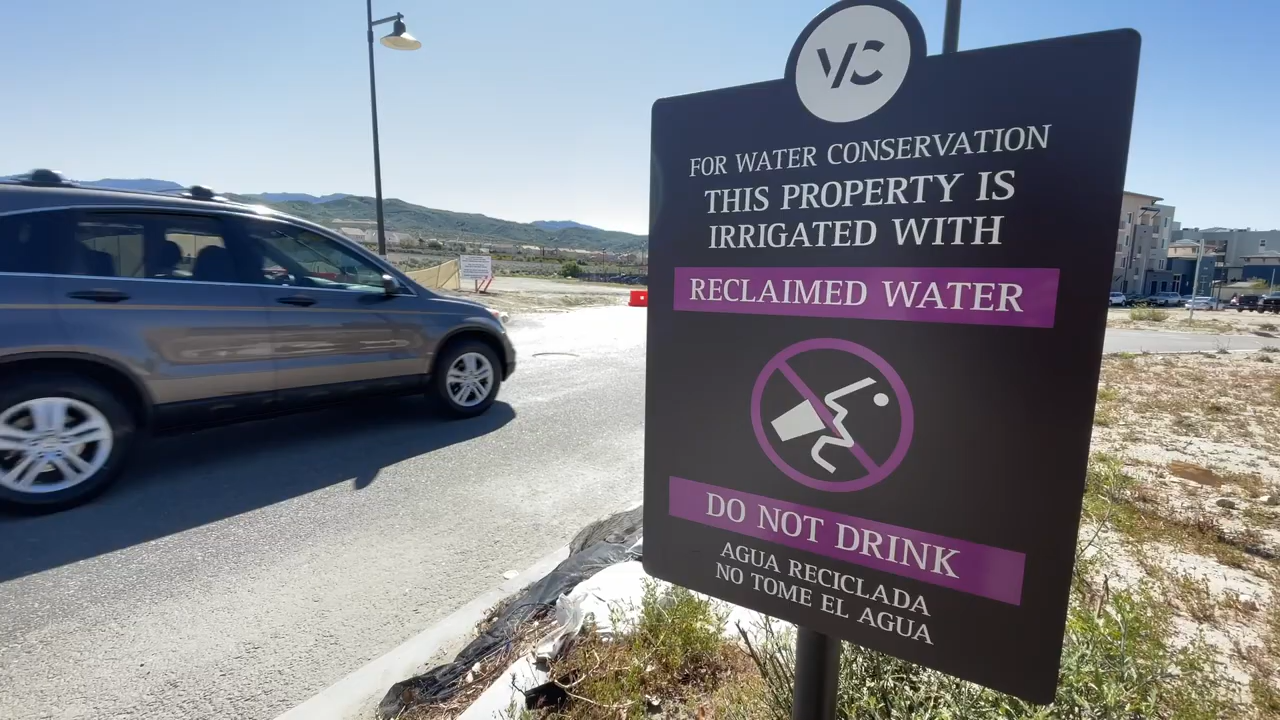 VC
FOR WATER CONSERVATION
THIS PROPERTY IS
IRRIGATED WITH
RECLAIMED WATER
DO NOT DRINK
AGUA RECICLADA
NO TOME EL AGUA